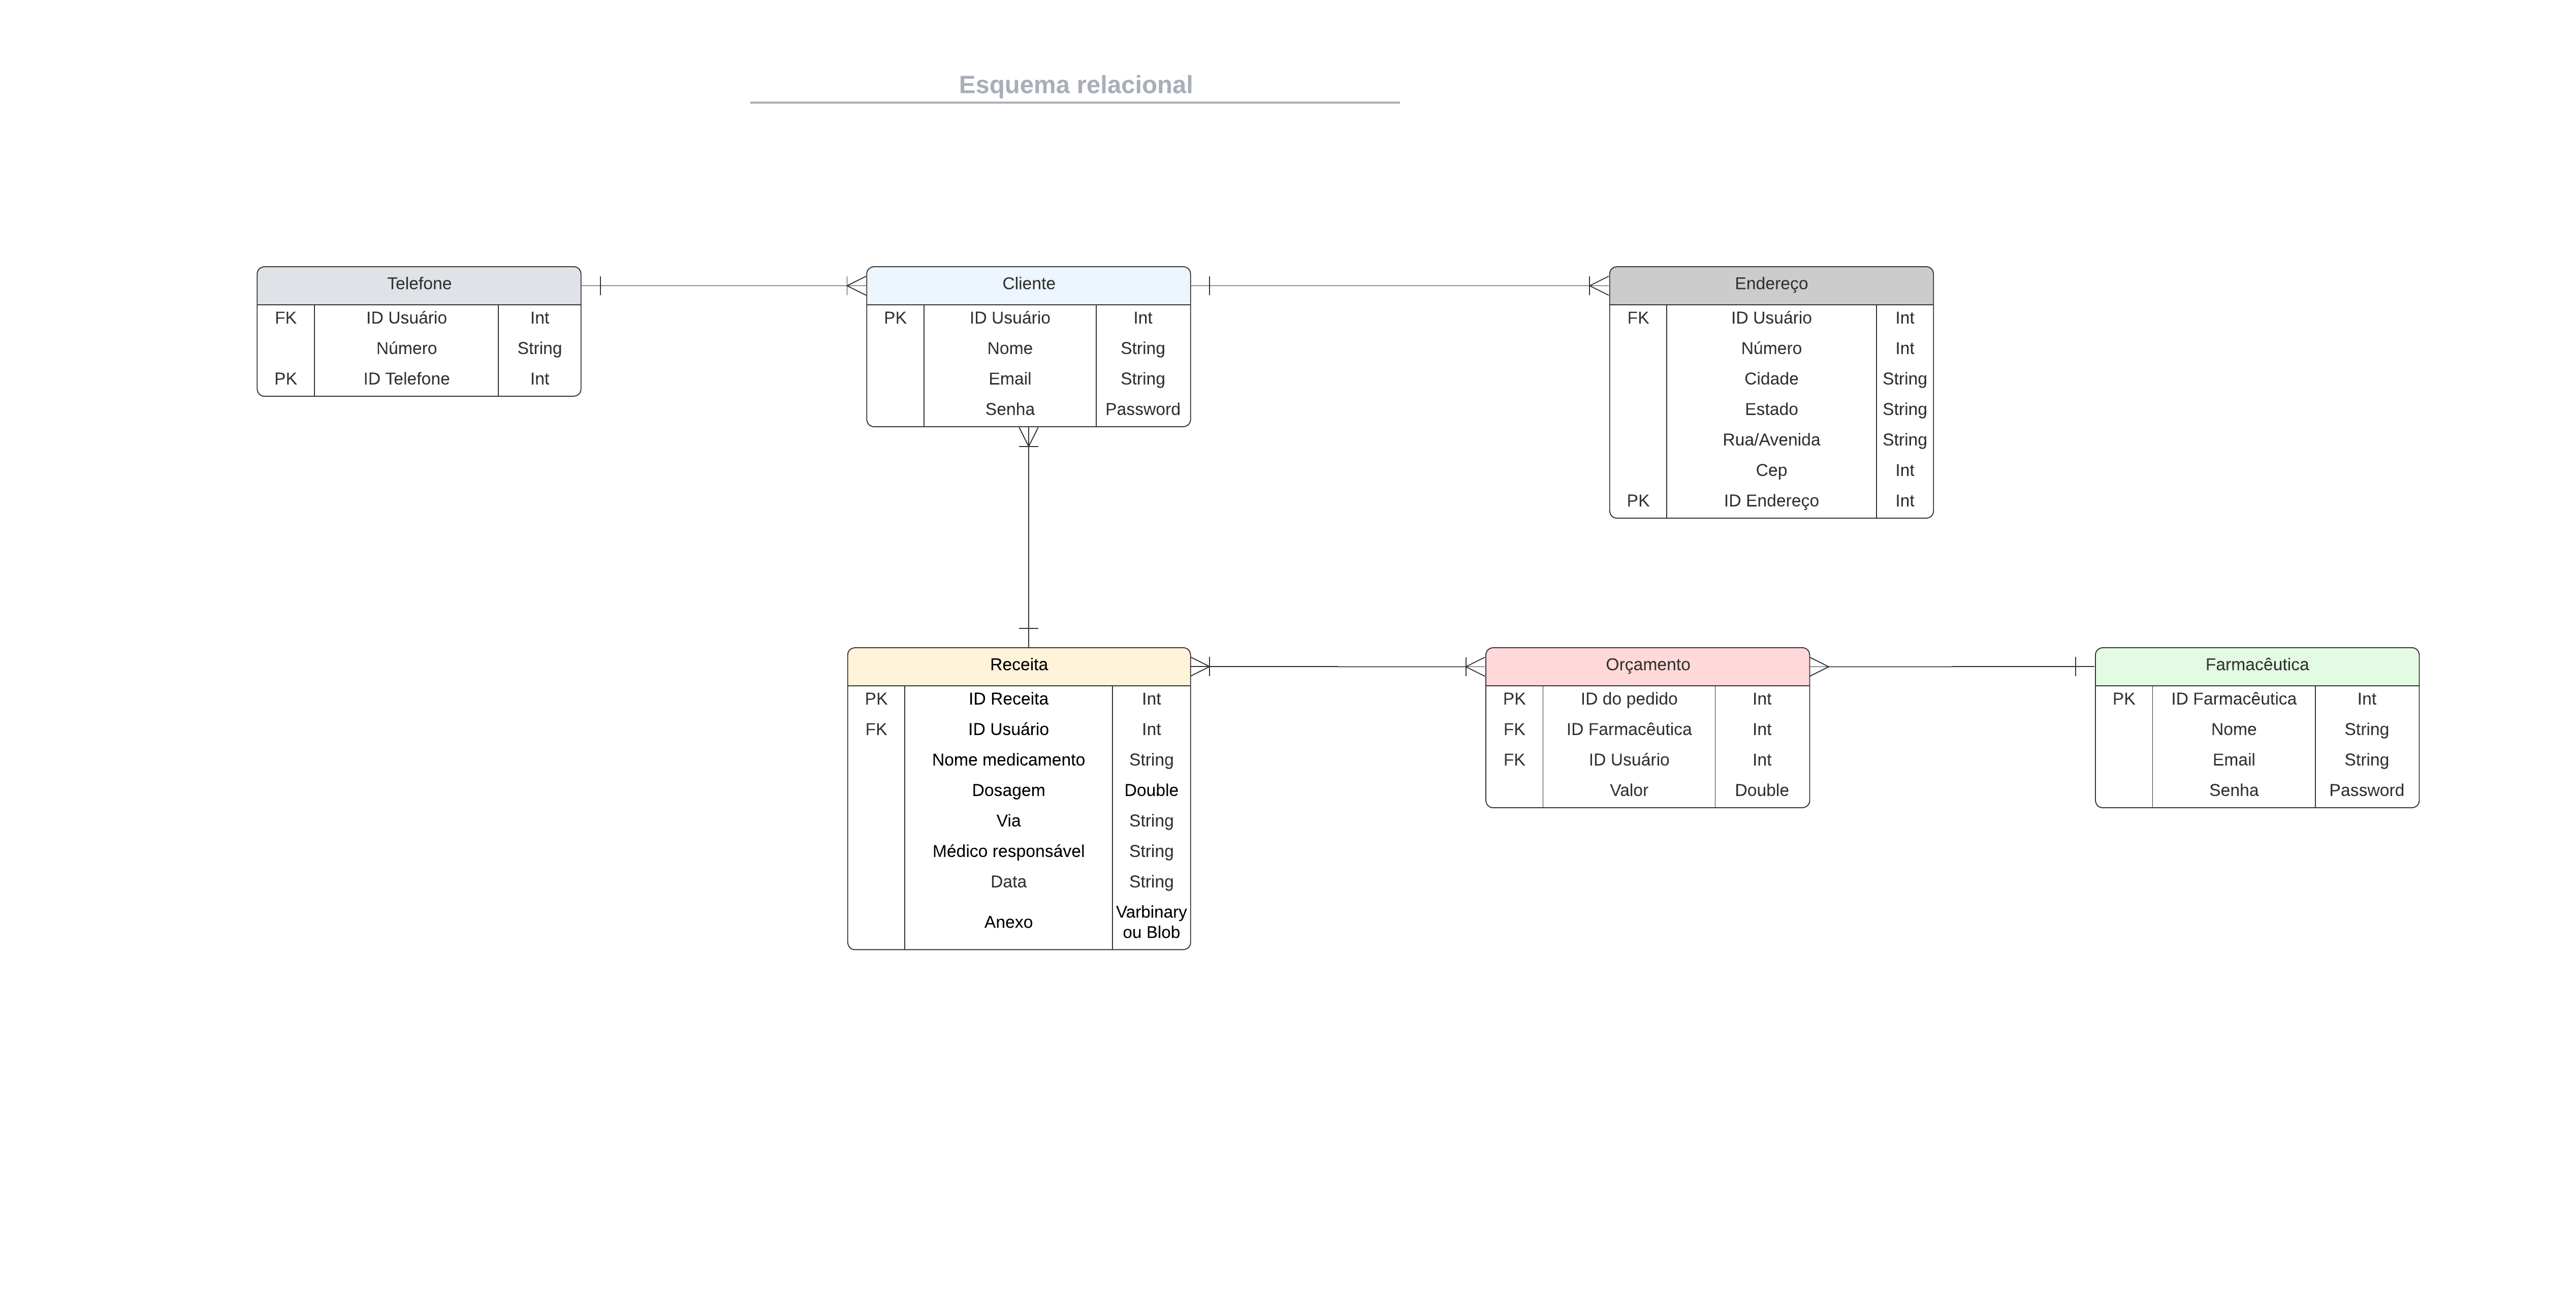 Esquema relacional
Telefone
FK ID Usuário Int
Número String
PK ID Telefone Int
Cliente
PK ID Usuário Int
Nome String
Email String
Senha Password
Endereço
FK ID Usuário Int
Número Int
Cidade String
Estado String
Rua/Avenida String
Cep Int
PK ID Endereço Int
Receita
PK ID Receita Int
FK ID Usuário Int
Nome medicamento String
Dosagem Double
Via String
Médico responsável String
Data String
Anexo Varbinary
ou Blob
Orçamento
PK ID do pedido Int
FK ID Farmacêutica Int
FK ID Usuário Int
Valor Double
Farmacêutica
PK ID Farmacêutica Int
Nome String
Email String
Senha Password